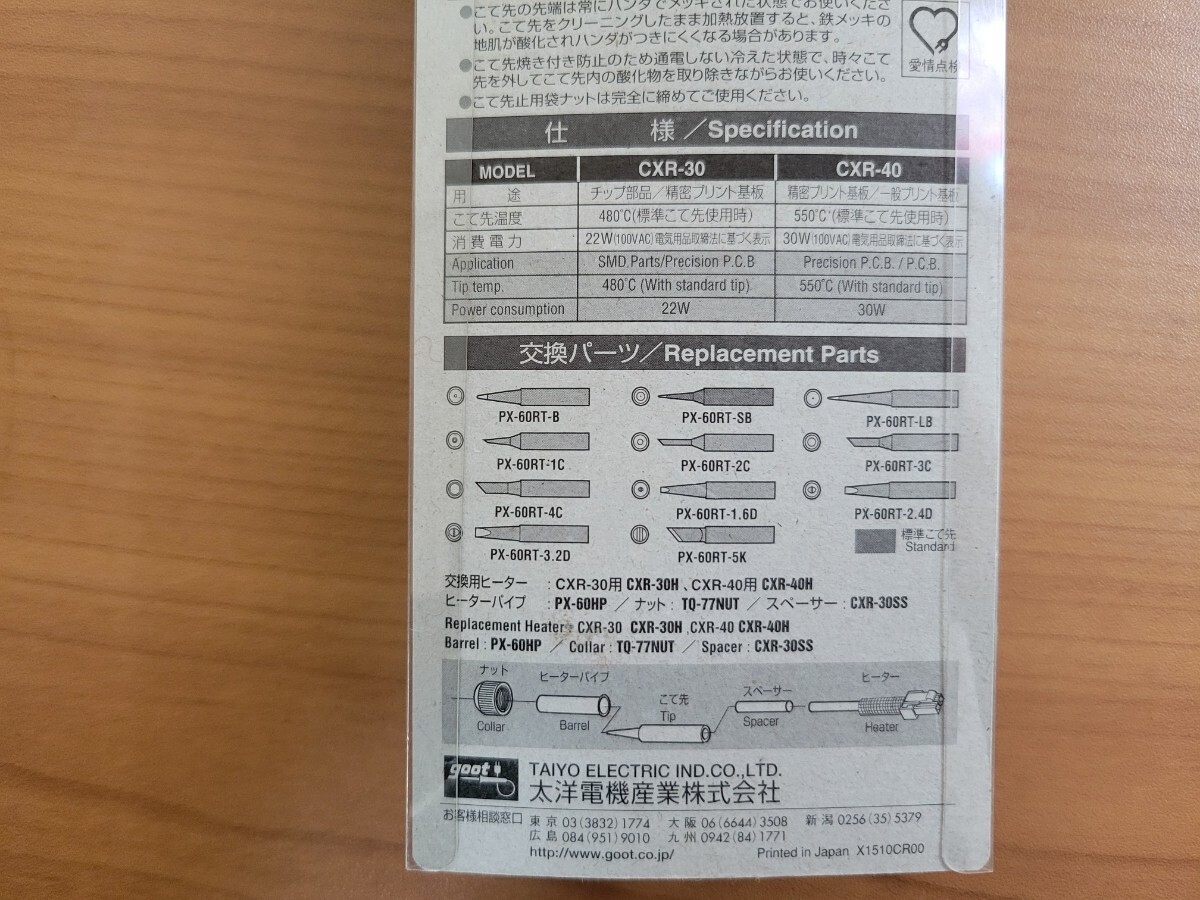 ●こて先の先端は常にハンダでメッキされた状態でお使いくださ
い。こて先をクリーニングしたまま加熱放置すると、鉄メッキの
地肌が酸化されハンダがつきにくくなる場合があります。
●こて先焼き付き防止のため通電しない冷えた状態で、時々こて
先を外してこて先内の酸化物を取り除きながらお使いください。
●こて先止用袋ナットは完全に締めてご使用ください。
愛情点検
仕 様/Specification
MODEL CXR-30 CXR-40
用 途 チップ部品/精密プリント基板 精密プリント基板/一般プリント基板
こて先温度 480℃(標準こて先使用時) 550℃(標準こて先使用時)
消費電力 22W(100VAC)電気用品取締法に基づく表示 30W(100VAC)電気用品取締法に基づく表示
Application SMD Parts/Precision P.C.B Precision P.C.B. / P.C.B.
Tip temp. 480℃ (With standard tip) 550℃ (With standard tip)
Power consumption 22W 30W
交換パーツ/Replacement Parts
PX-60RT-B PX-60RT-SB PX-60RT-LB
PX-60RT-1C PX-60RT-2C PX-60RT-3C
PX-60RT-4C PX-60RT-1.6D PX-60RT-2.4D
PX-60RT-3.2D PX-60RT-5K
標準こて先
Standard
交換用ヒーター : CXR-30用 CXR-30H 、CXR-40用 CXR-40H
ヒーターパイプ : PX-60HP / ナット : TQ-77NUT / スペーサー : CXR-30SS
Replacement Heater : CXR-30 CXR-30H ,CXR-40 CXR-40H
Barrel : PX-60HP / Collar : TQ-77NUT / Spacer : CXR-30SS
ナット ヒーターパイプ こて先 スペーサー ヒーター
Collar Barrel Tip Spacer Heater
goot TAIYO ELECTRIC IND.CO.,LTD.
太洋電機産業株式会社
お客様相談窓口 東京 03(3832)1774 大阪 06(6644)3508 新潟 0256(35)5379
広島 084(951)9010 九州 0942(84)1771
http://www.goot.co.jp/ Printed in Japan X1510CR00